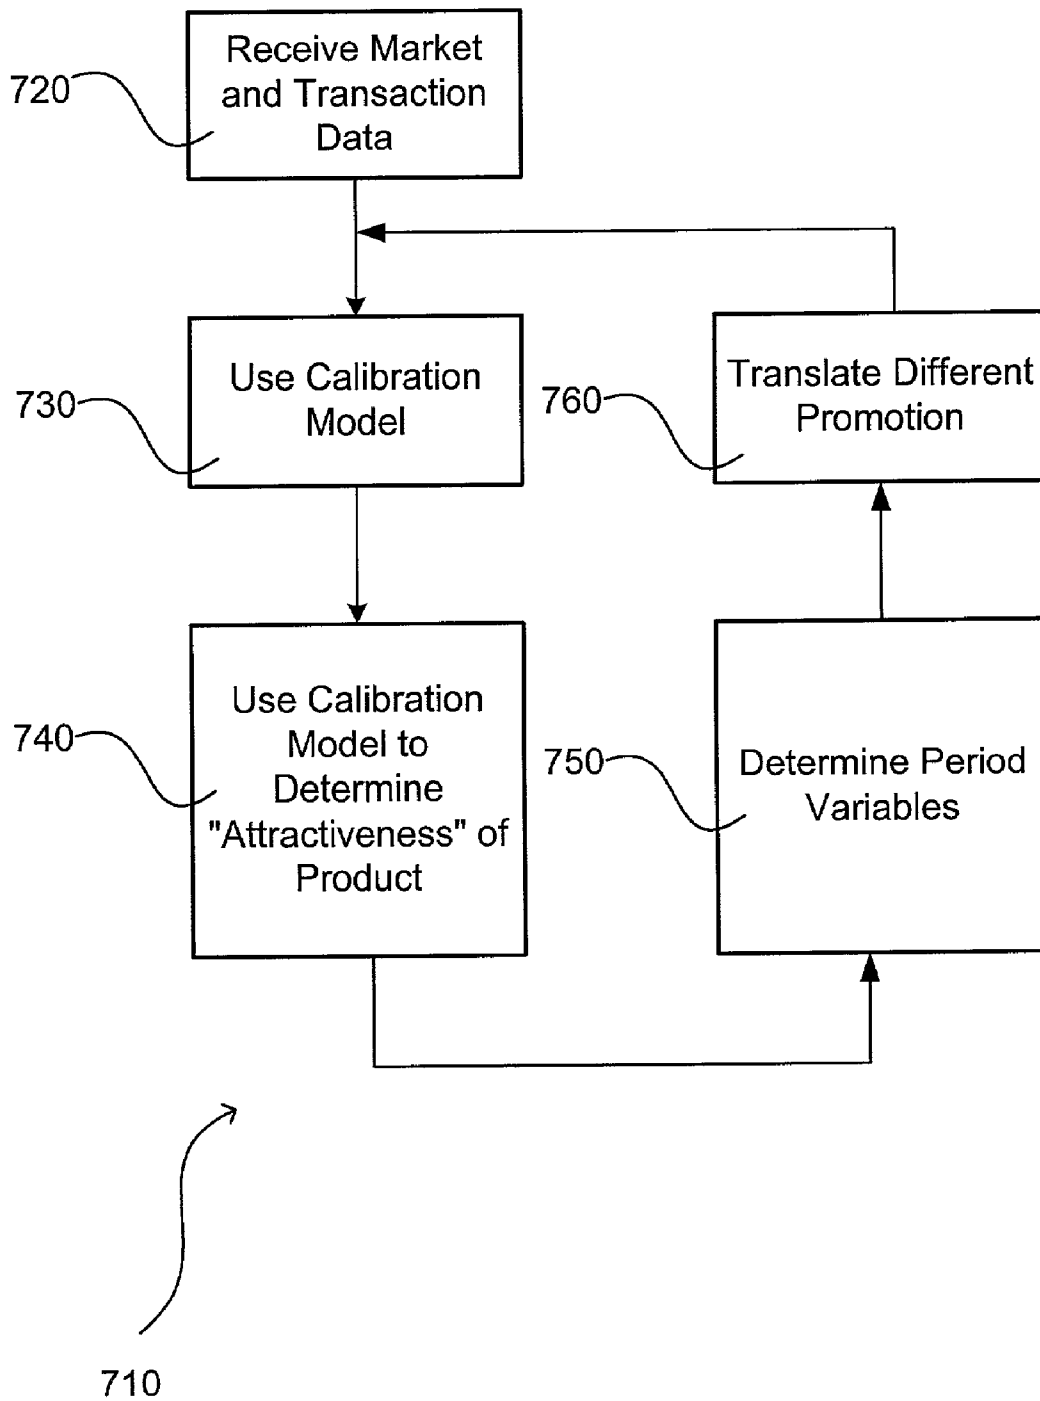 Receive Market
and Transaction
Data
720
Use Calibration
Model
730
Translate Different
Promotion
760
Use Calibration
Model to
Determine
"Attractiveness" of
Product
740
Determine Period
Variables
750
710